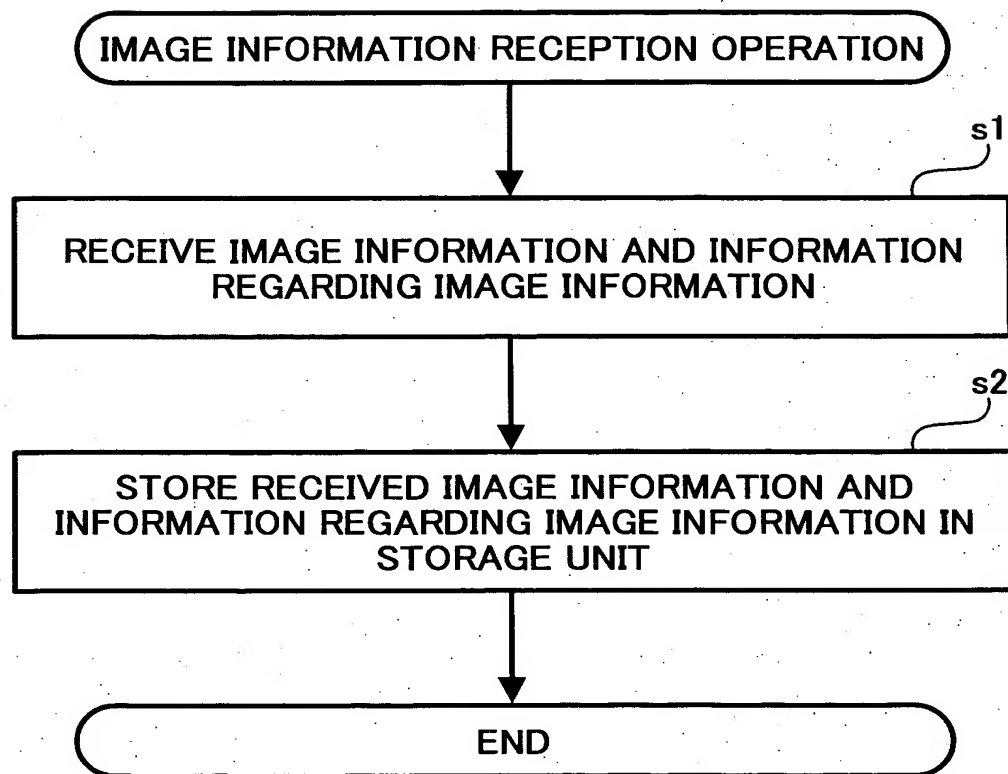 IMAGE INFORMATION RECEPTION OPERATION
s1
RECEIVE IMAGE INFORMATION AND INFORMATION
REGARDING IMAGE INFORMATION
s2
STORE RECEIVED IMAGE INFORMATION AND
INFORMATION REGARDING IMAGE INFORMATION IN
STORAGE UNIT
END